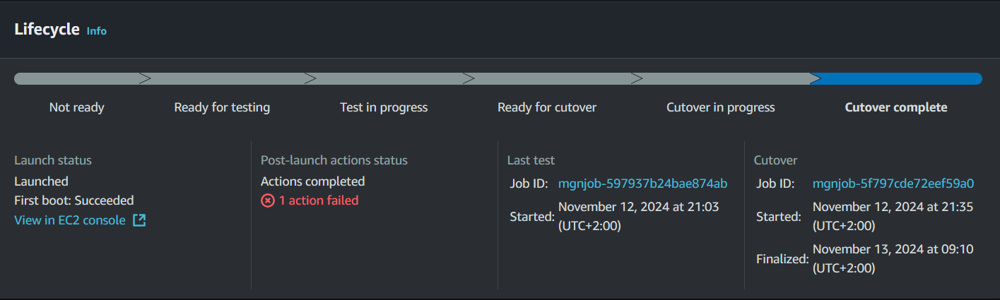 Lifecycle Info
Not ready
Ready for testing
Test in progress
Ready for cutover
Cutover in progress
Cutover complete
Launch status
Launched
First boot: Succeeded
View in EC2 console
Post-launch actions status
Actions completed
1 action failed
Last test
Job ID: mgnjob-597937b24bae874ab
Started: November 12, 2024 at 21:03
(UTC+2:00)
Cutover
Job ID: mgnjob-5f797cde72eef59a0
Started: November 12, 2024 at 21:35
(UTC+2:00)
Finalized: November 13, 2024 at 09:10
(UTC+2:00)